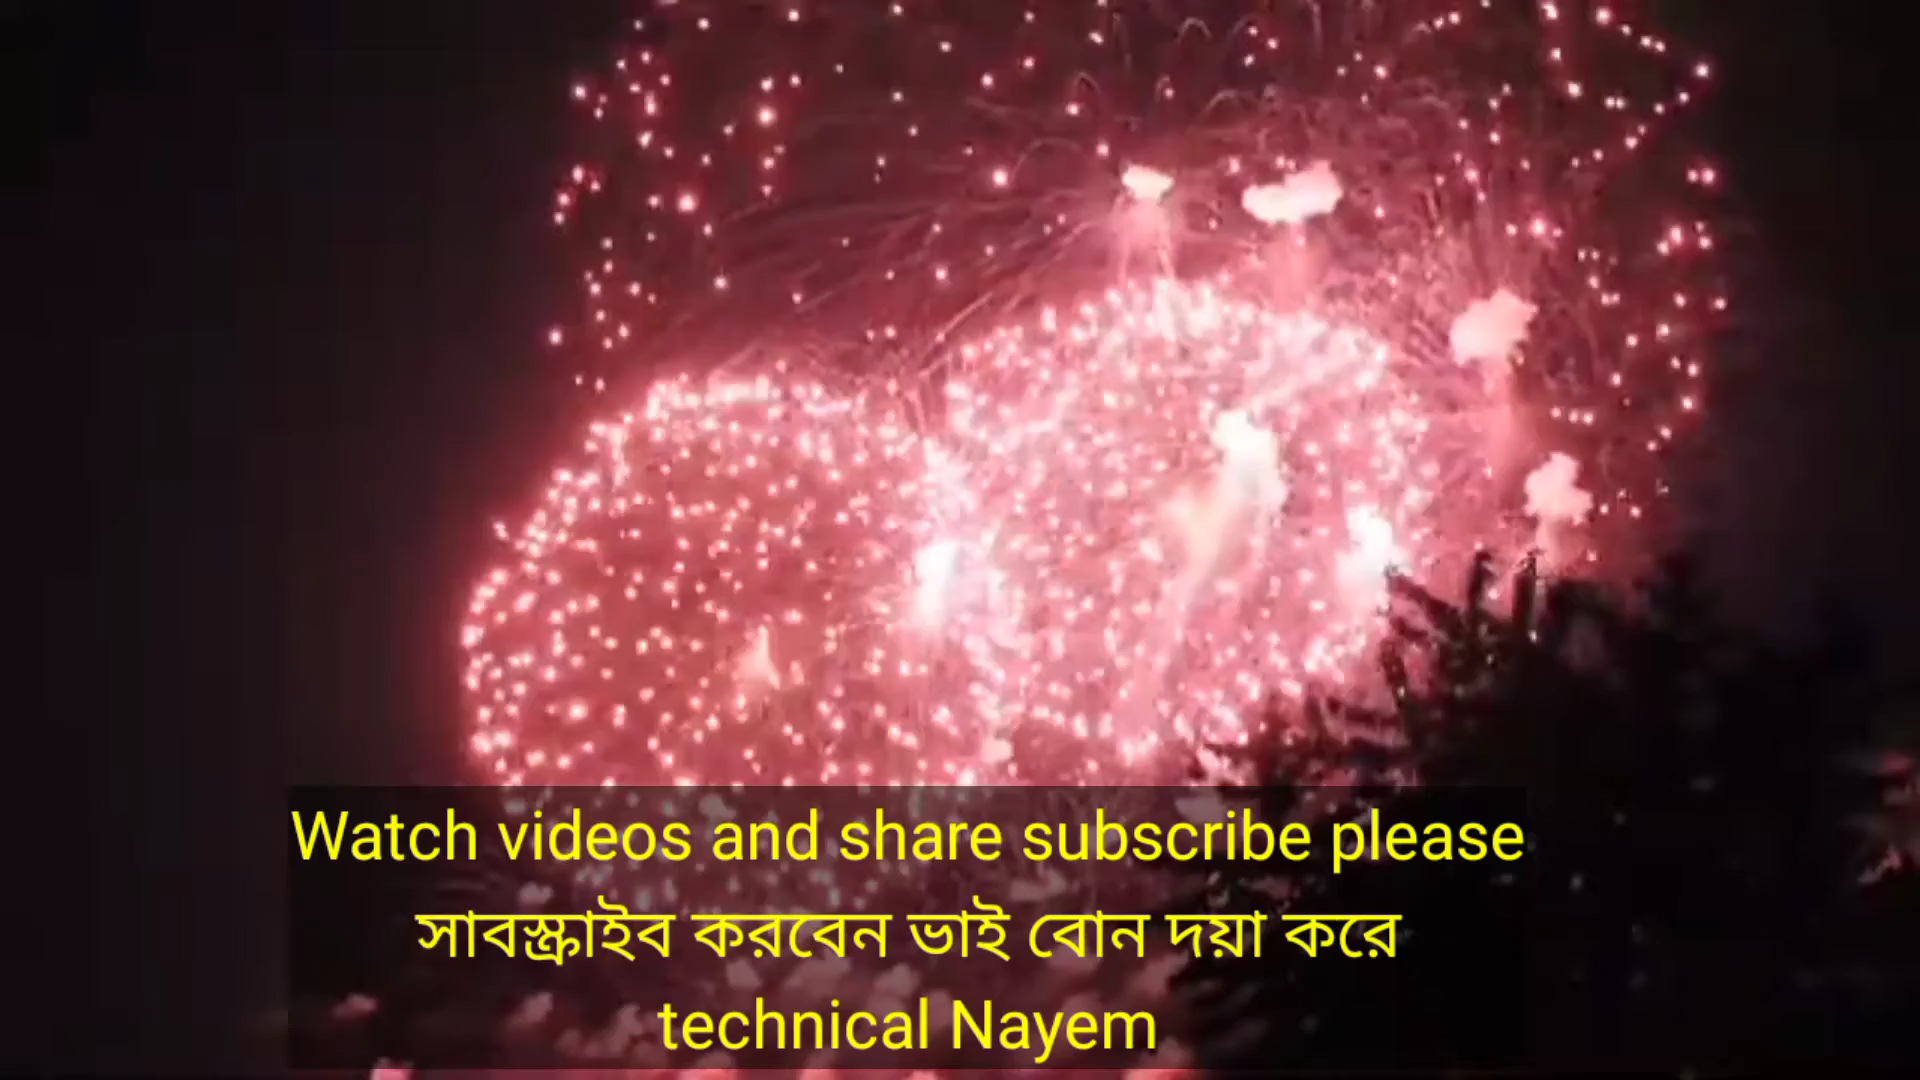 Watch videos and share subscribe please
সাবস্ক্রাইব করবেন ভাই বোন দয়া করে
technical Nayem